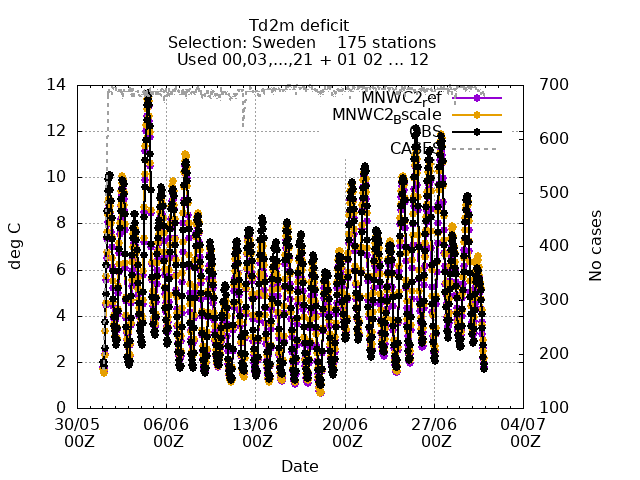 Td2m deficit
Selection: Sweden    175 stations
Used 00,03,...,21 + 01 02 ... 12
14 700
12 600
10 500
8 400
6 300
4
2 200
0 100
MNWC2ref
MNWC2Bscale
OBS
CASES
deg C
No cases
30/05 06/06 13/06 20/06 27/06 04/07
00Z 00Z 00Z 00Z 00Z 00Z
Date